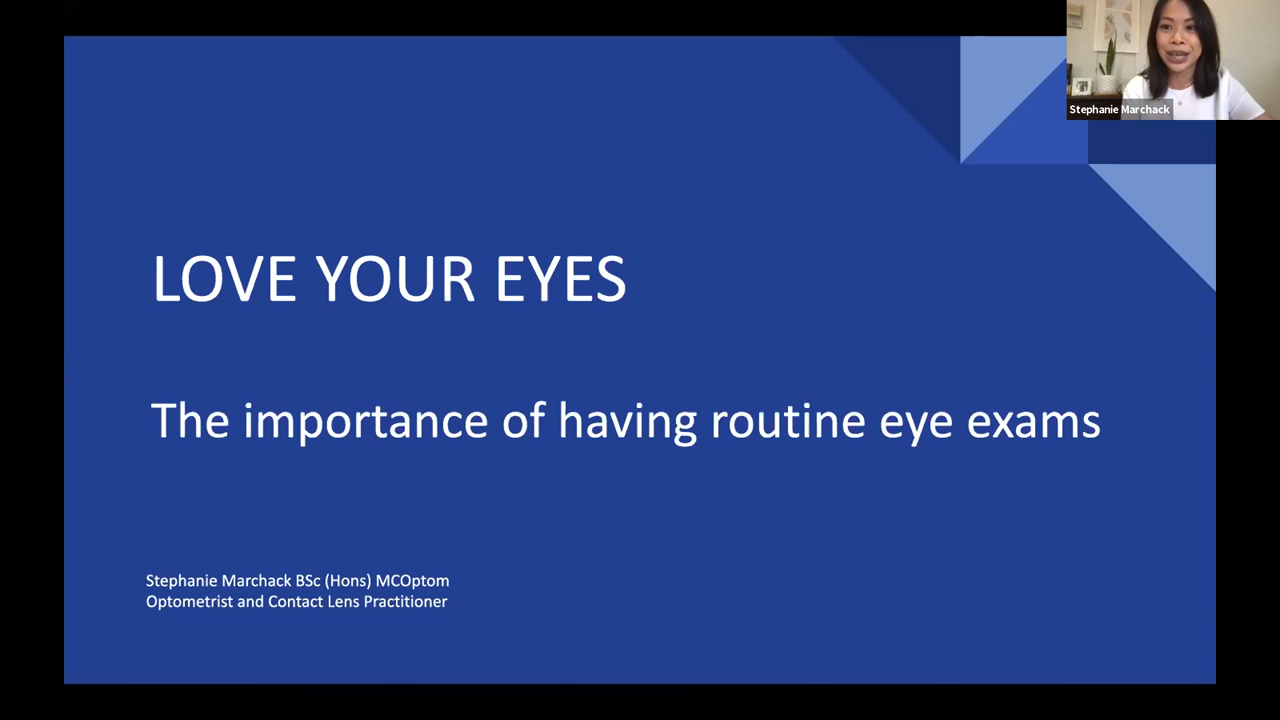 Stephanie Marchack
LOVE YOUR EYES
The importance of having routine eye exams
Stephanie Marchack BSc (Hons) MCOptom
Optometrist and Contact Lens Practitioner